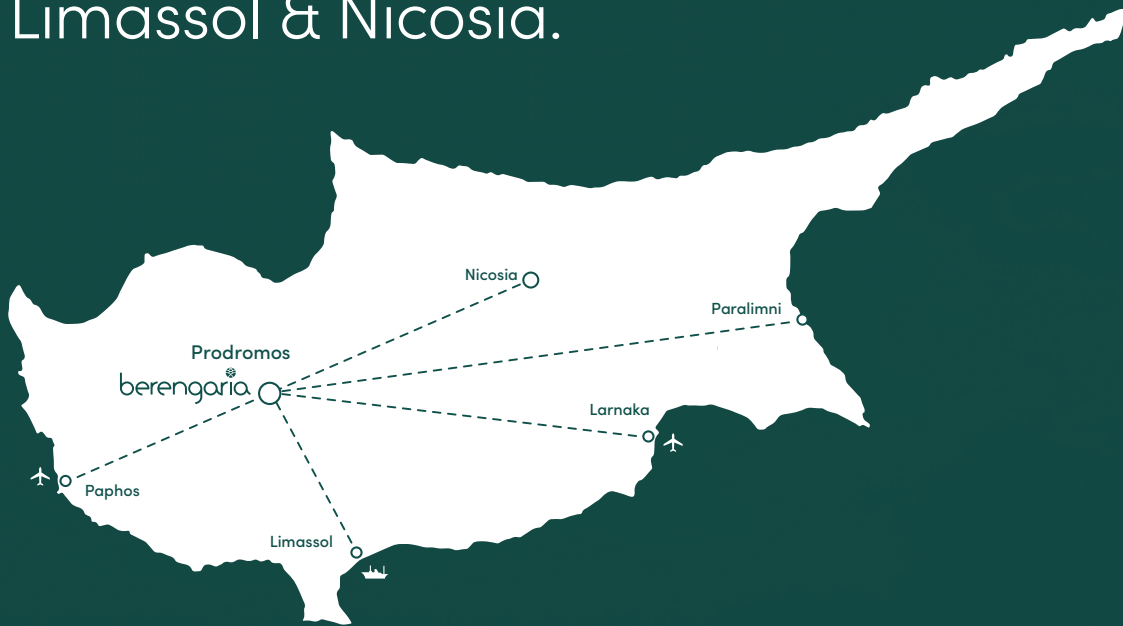 Limassol & Nicosia.
Nicosia
Paralimni
Prodromos
berengaria
Larnaka
Paphos
Limassol